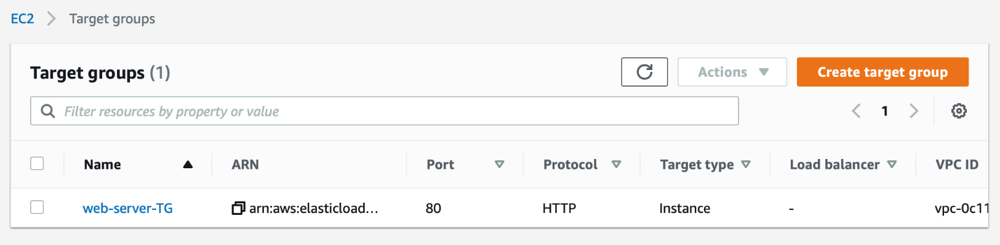 EC2 > Target groups
Target groups (1) Actions Create target group
Filter resources by property or value 1
Name ARN Port Protocol Target type Load balancer VPC ID
web-server-TG arn:aws:elasticload... 80 HTTP Instance - vpc-0c11